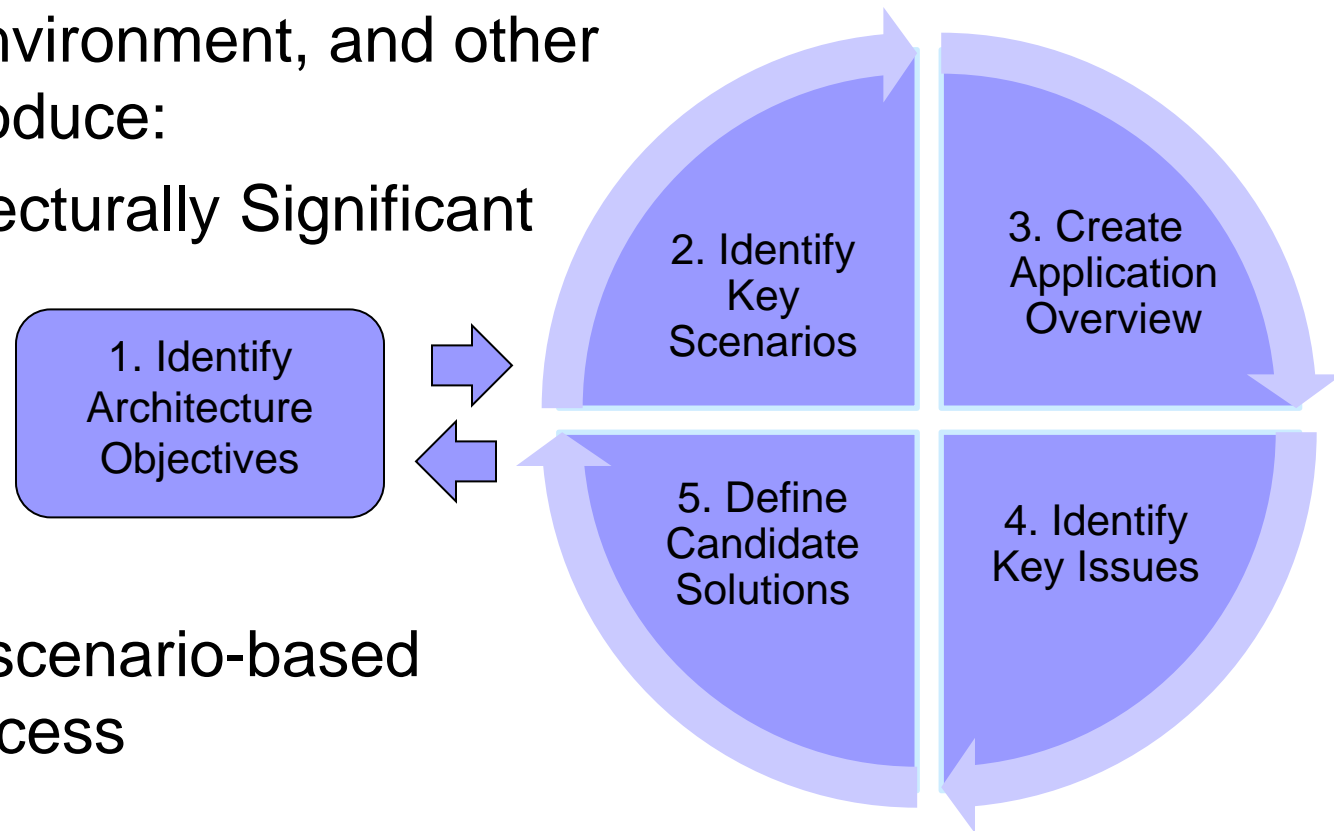 nvironment, and other
oduce:
ecturally Significant
1. Identify
Architecture
Objectives
2. Identify
Key
Scenarios
3. Create
Application
Overview
4. Identify
Key Issues
5. Define
Candidate
Solutions
scenario-based
cess